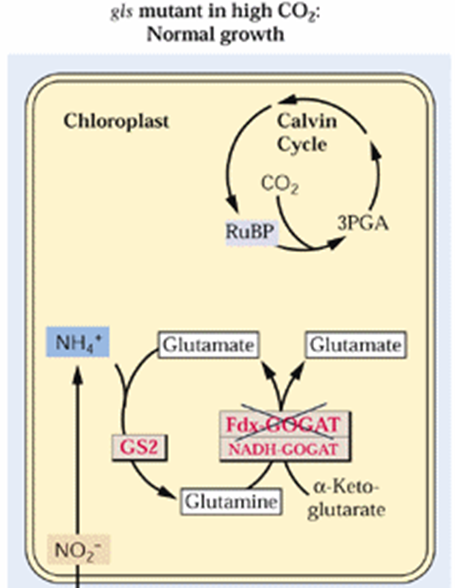 gls mutant in high CO₂:
Normal growth
Chloroplast
Calvin
Cycle
CO₂
RuBP
3PGA
NH₄⁺
Glutamate
Glutamate
Fdx-GOGAT
NADH-GOGAT
GS2
Glutamine
α-Keto-
glutarate
NO₂⁻